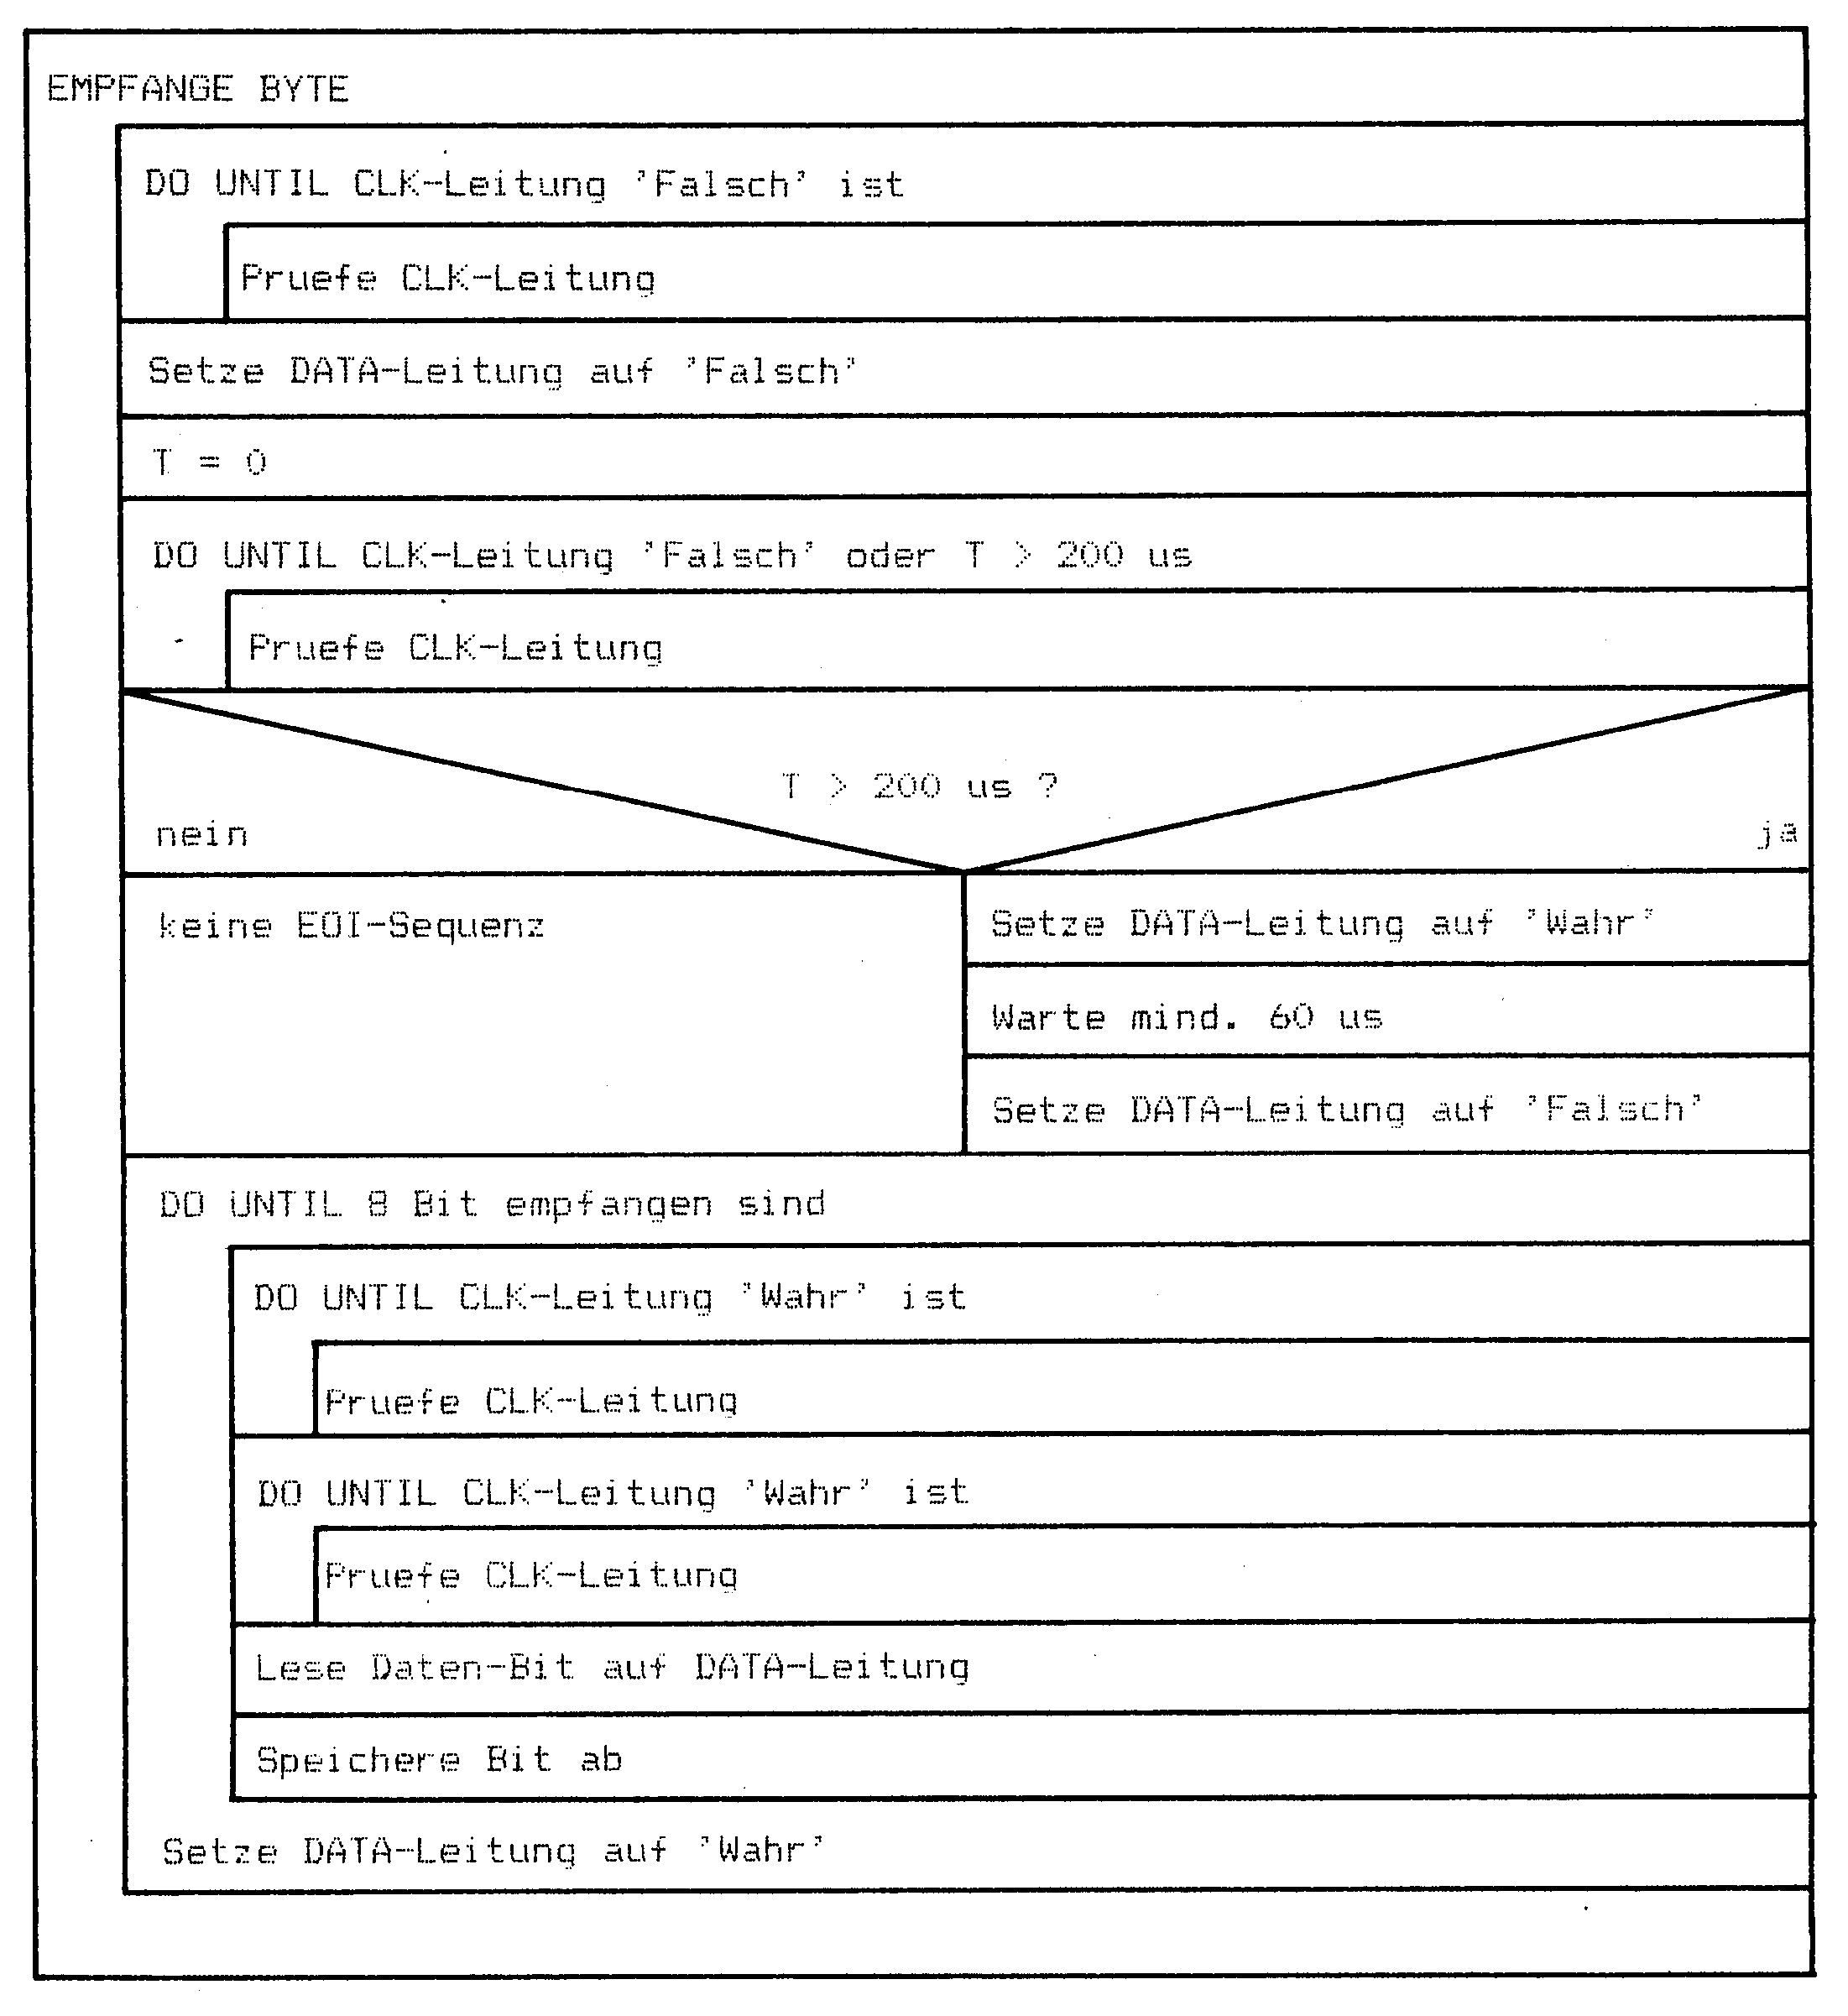 EMPFANGE BYTE
DO UNTIL CLK-Leitung 'Falsch' ist
Pruefe CLK-Leitung
Setze DATA-Leitung auf 'Falsch'
T = 0
DO UNTIL CLK-Leitung 'Falsch' oder T > 200 us
Pruefe CLK-Leitung
T > 200 us ?
nein
ja
keine EOI-Sequenz
Setze DATA-Leitung auf 'Wahr'
Warte mind. 60 us
Setze DATA-Leitung auf 'Falsch'
DO UNTIL 8 Bit empfangen sind
DO UNTIL CLK-Leitung 'Wahr' ist
Pruefe CLK-Leitung
DO UNTIL CLK-Leitung 'Wahr' ist
Pruefe CLK-Leitung
Lese Daten-Bit auf DATA-Leitung
Speichere Bit ab
Setze DATA-Leitung auf 'Wahr'